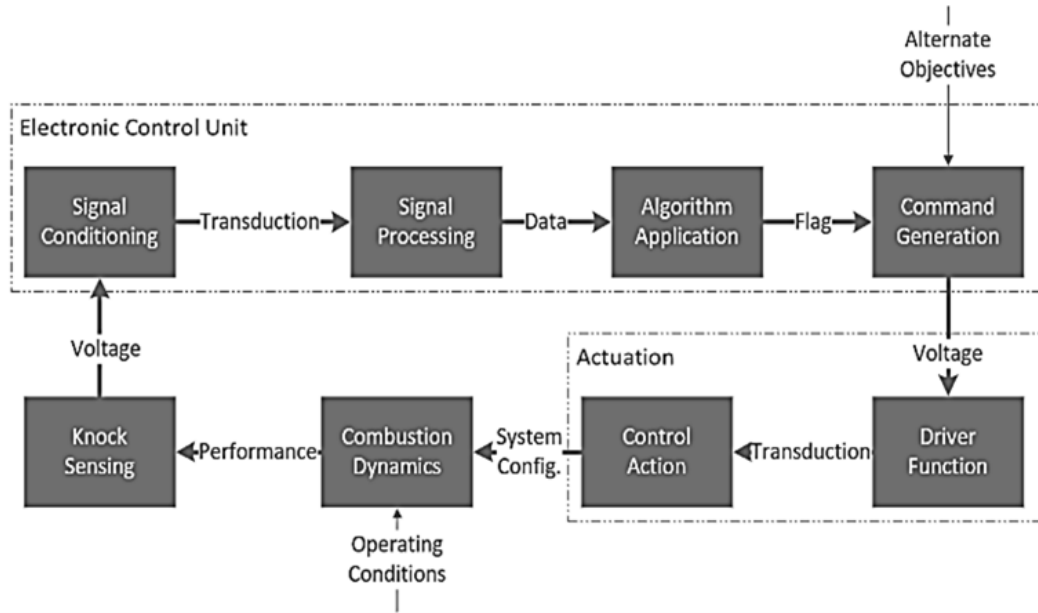 Alternate
Objectives
Electronic Control Unit
Signal
Conditioning
Transduction
Signal
Processing
Data
Algorithm
Application
Flag
Command
Generation
Voltage
Voltage
Actuation
Knock
Sensing
Performance
Combustion
Dynamics
System
Config.
Control
Action
Transduction
Driver
Function
Operating
Conditions